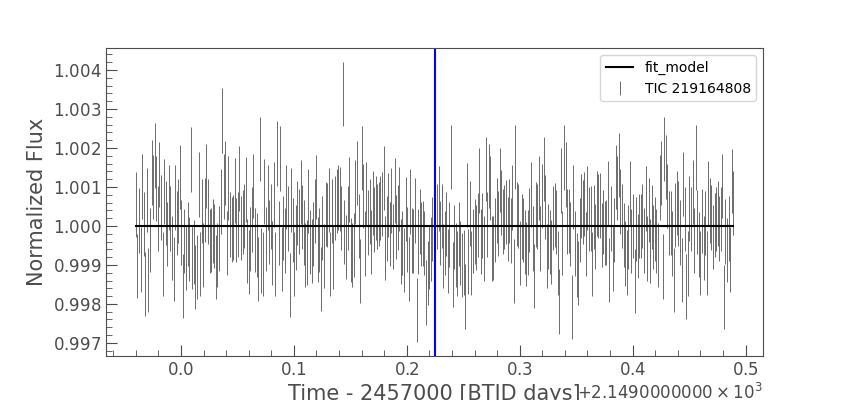 1.004
1.003
1.002
1.001
1.000
0.999
0.998
0.997
Normalized Flux
fit_model
TIC 219164808
0.0 0.1 0.2 0.3 0.4 0.5
Time - 2457000 [BTJD days]
+2.1490000000 × 10³